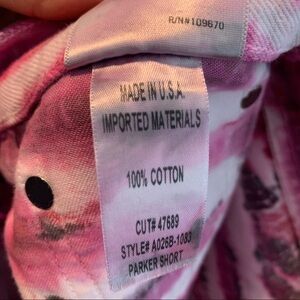 R/N#109670
MADE IN U.S.A.
IMPORTED MATERIALS
100% COTTON
CUT# 47689
STYLE# A026B-1083
PARKER SHORT